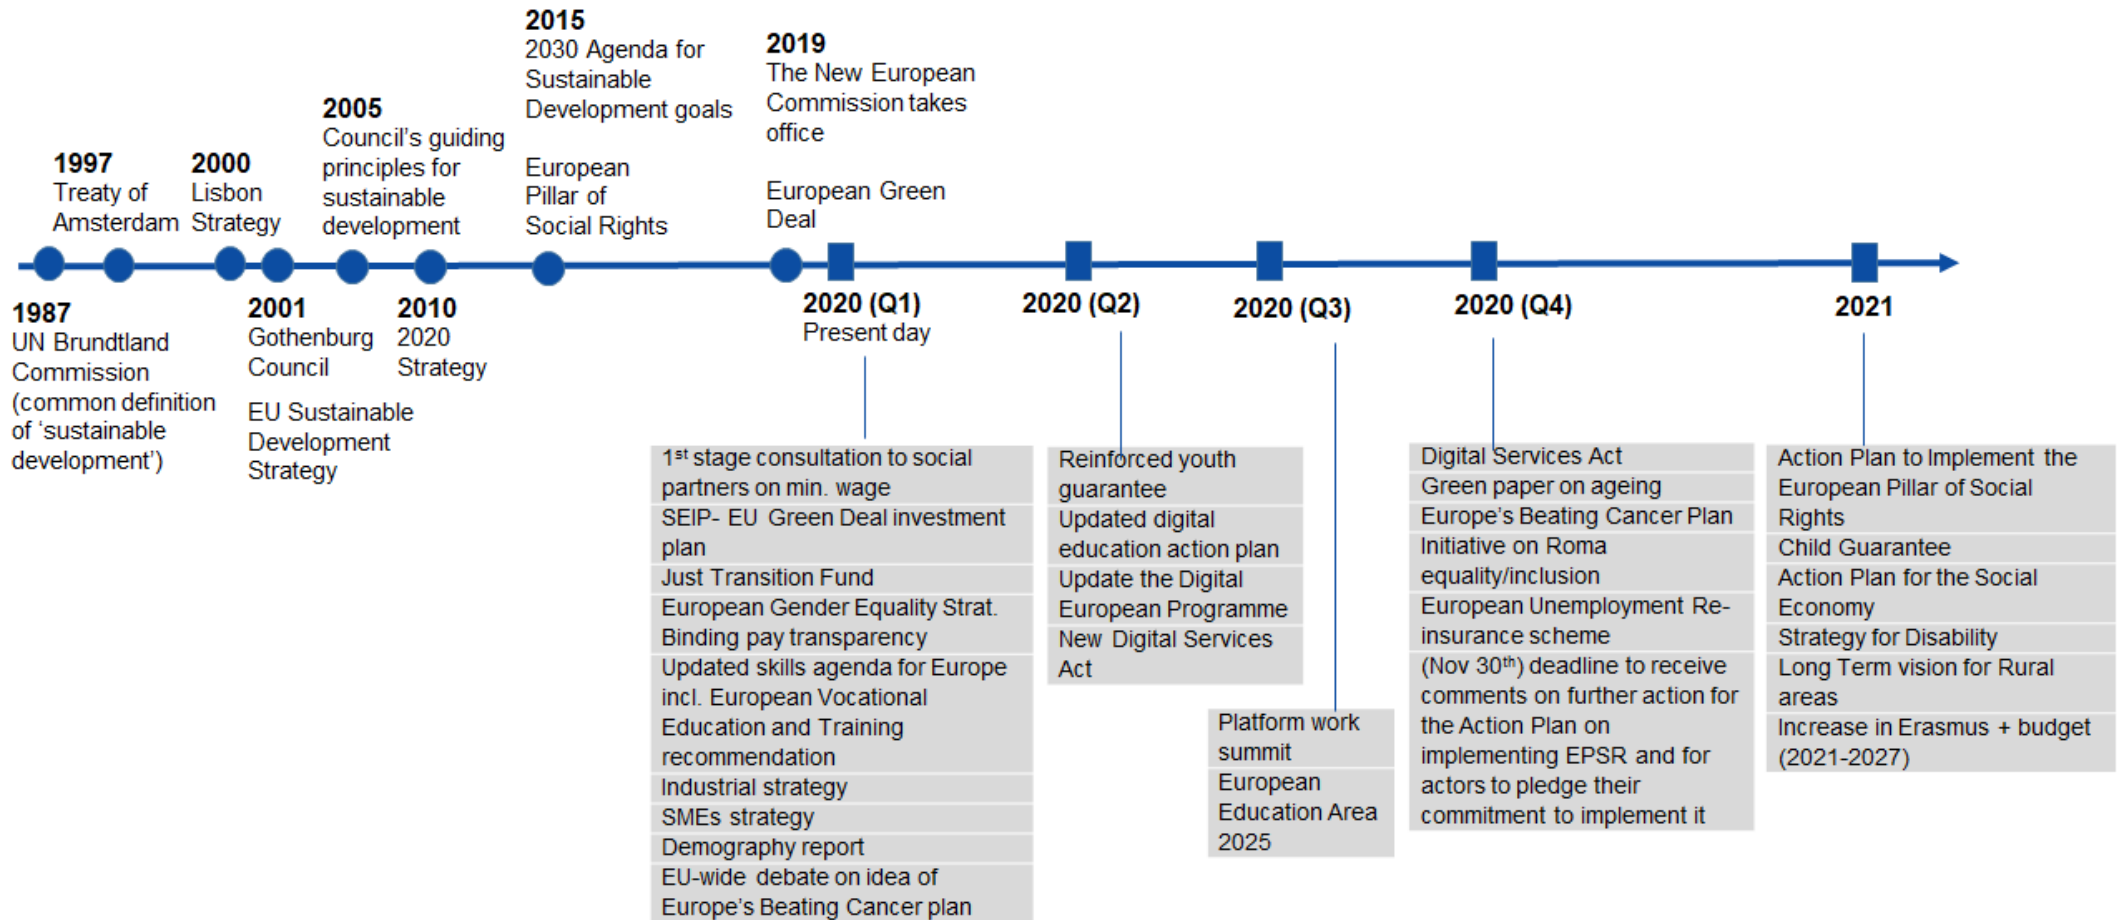 2015
2030 Agenda for
Sustainable
Development goals
European
Pillar of
Social Rights
2019
The New European
Commission takes
office
European Green
Deal
2005
Council's guiding
principles for
sustainable
development
1997
Treaty of
Amsterdam
2000
Lisbon
Strategy
1987
UN Brundtland
Commission
(common definition
of 'sustainable
development')
2001
Gothenburg
Council
EU Sustainable
Development
Strategy
2010
2020
Strategy
2020 (Q1)
Present day
2020 (Q2)
2020 (Q3)
2020 (Q4)
2021
1st stage consultation to social
partners on min. wage
SEIP- EU Green Deal investment
plan
Just Transition Fund
European Gender Equality Strat.
Binding pay transparency
Updated skills agenda for Europe
incl. European Vocational
Education and Training
recommendation
Industrial strategy
SMEs strategy
Demography report
EU-wide debate on idea of
Europe's Beating Cancer plan
Reinforced youth
guarantee
Updated digital
education action plan
Update the Digital
European Programme
New Digital Services
Act
Platform work
summit
European
Education Area
2025
Digital Services Act
Green paper on ageing
Europe's Beating Cancer Plan
Initiative on Roma
equality/inclusion
European Unemployment Re-
insurance scheme
(Nov 30th) deadline to receive
comments on further action for
the Action Plan on
implementing EPSR and for
actors to pledge their
commitment to implement it
Action Plan to Implement the
European Pillar of Social
Rights
Child Guarantee
Action Plan for the Social
Economy
Strategy for Disability
Long Term vision for Rural
areas
Increase in Erasmus + budget
(2021-2027)